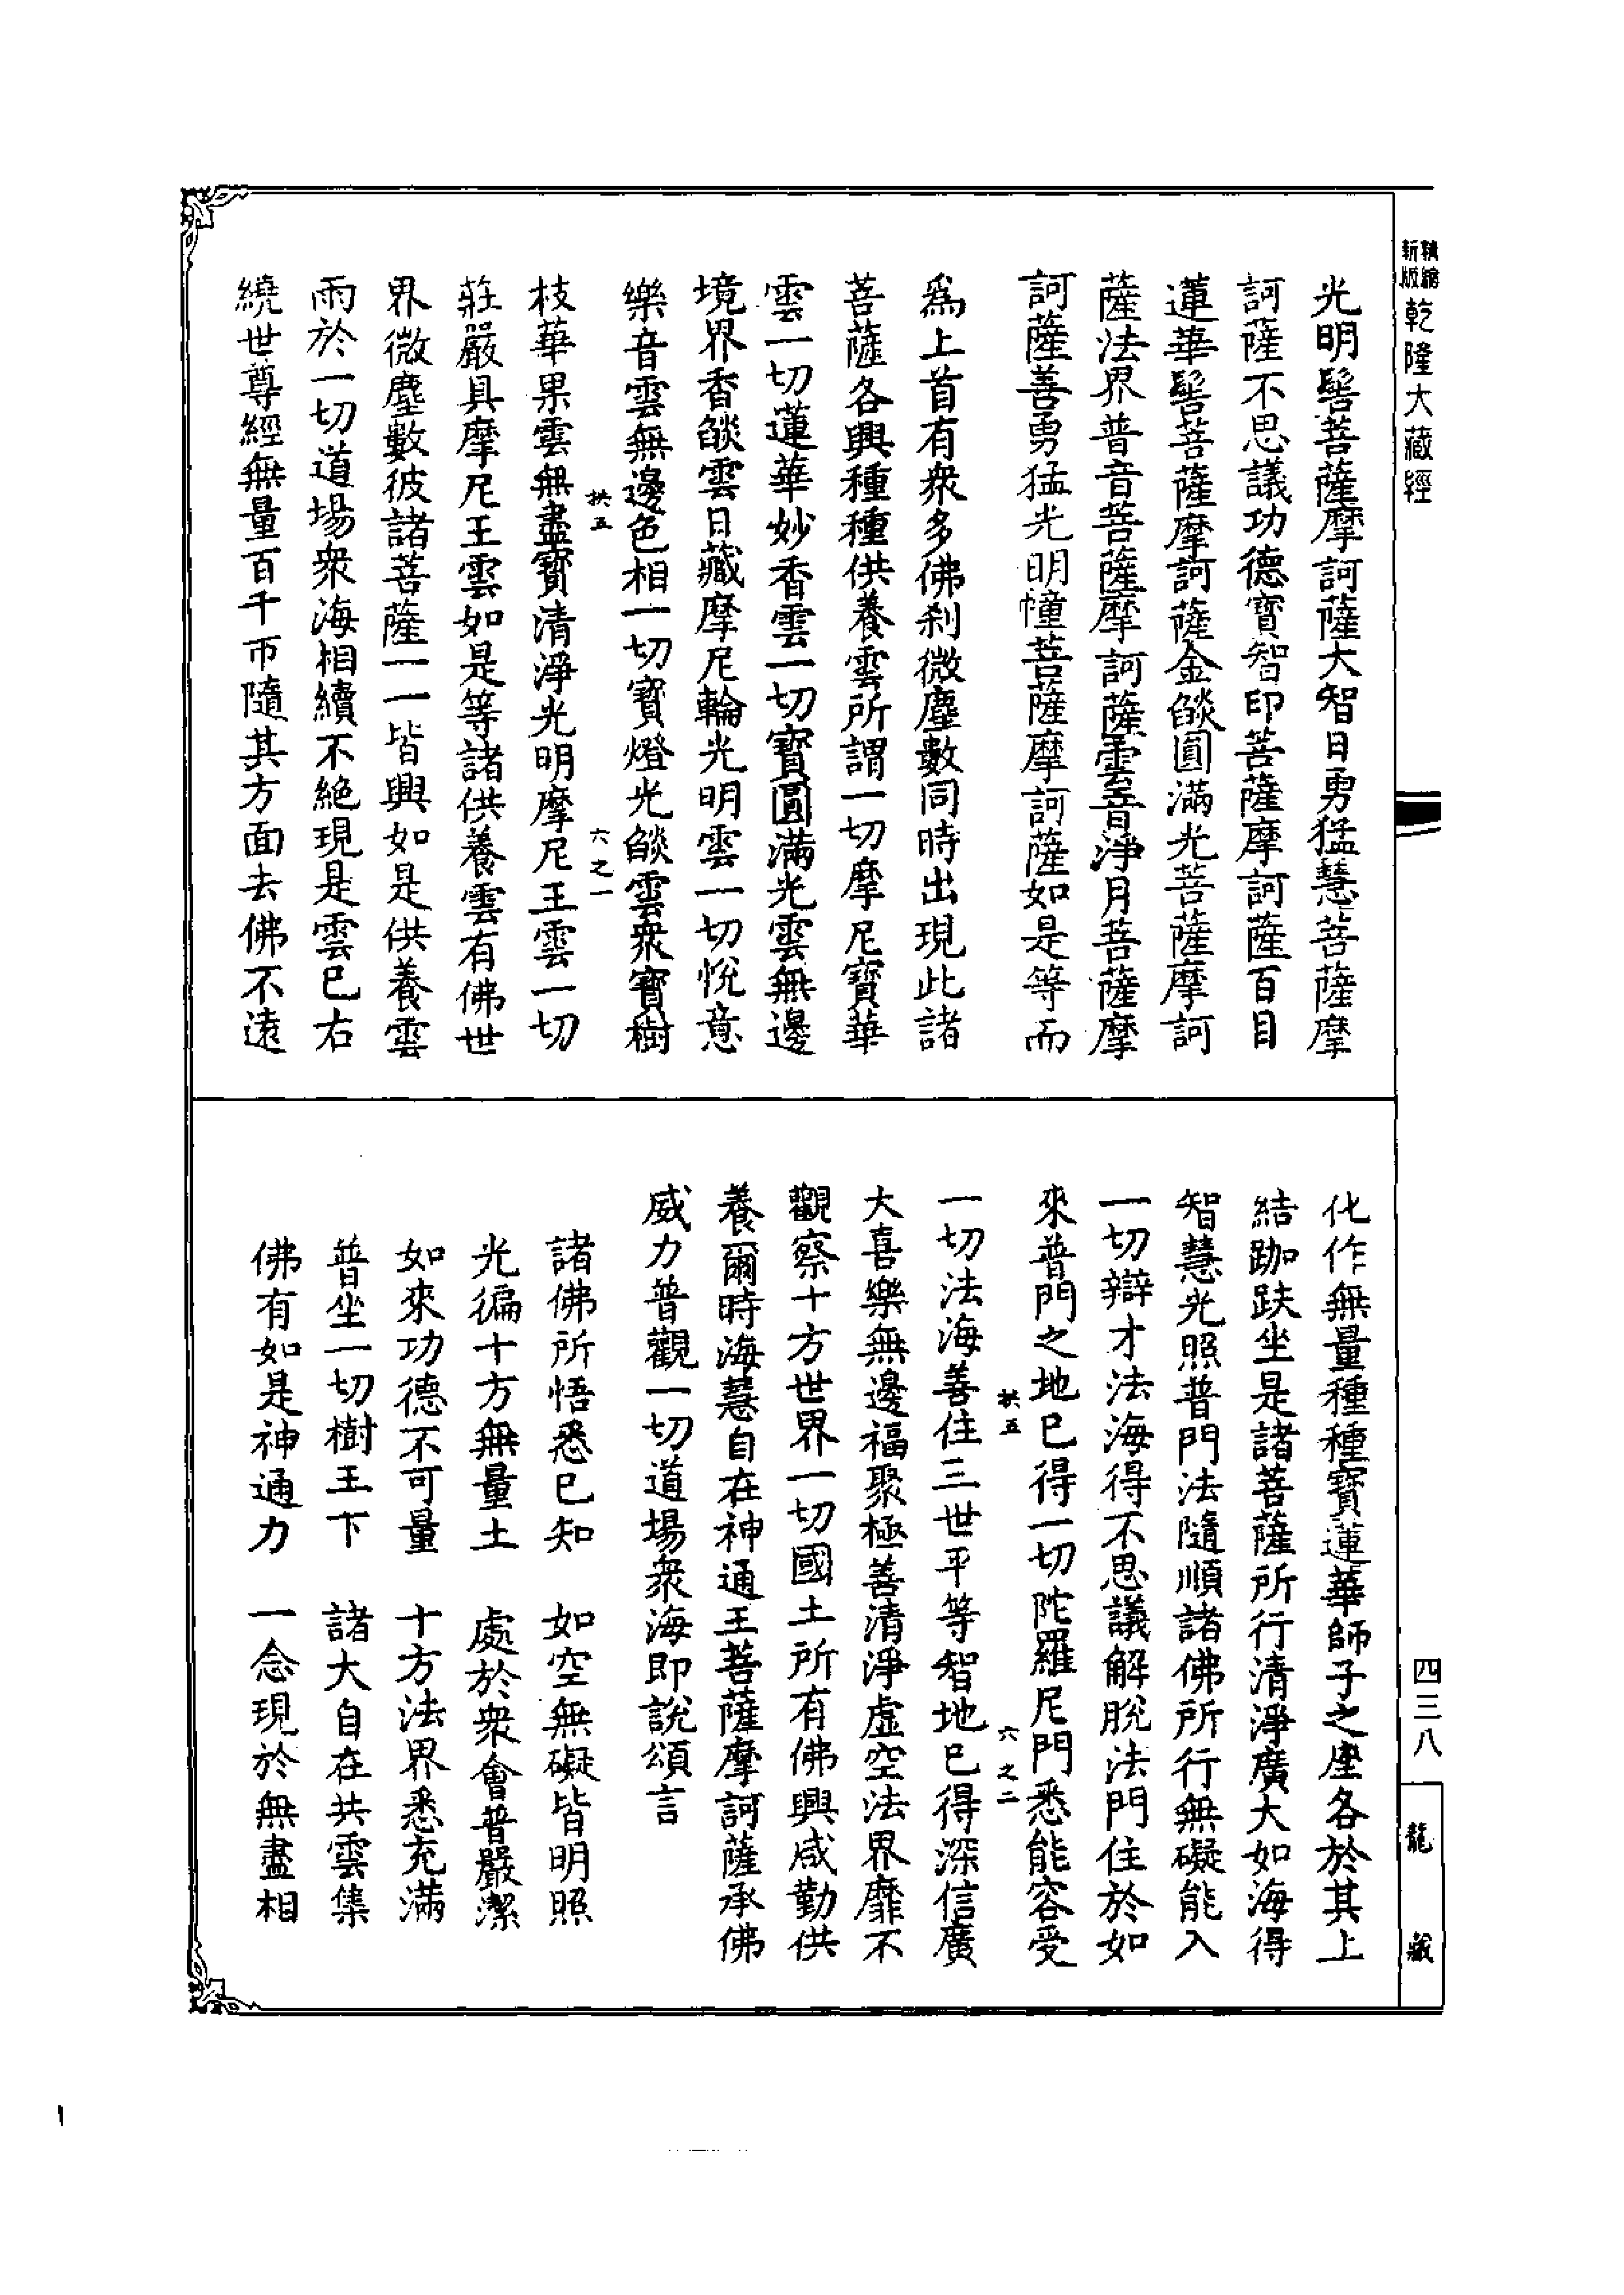 精縮
新版
乾隆大藏經
光明髻菩薩摩訶薩大智日勇猛慧菩薩摩
訶薩不思議功德寶智印菩薩摩訶薩百目
蓮華髻菩薩摩訶薩金燄圓滿光菩薩摩訶
薩法界普音菩薩摩訶薩雲音淨月菩薩摩
訶薩善勇猛光明幢菩薩摩訶薩如是等而
爲上首有衆多佛刹微塵數同時出現此諸
菩薩各興種種供養雲所謂一切摩尼寶華
雲一切蓮華妙香雲一切寶圓滿光雲無邊
境界香燄雲日藏摩尼輪光明雲一切悅意
樂音雲無邊色相一切寶燈光燄雲衆寶樹
拱五
六之一
枝華果雲無盡寶清淨光明摩尼王雲一切
莊嚴具摩尼王雲如是等諸供養雲有佛世
界微塵數彼諸菩薩一一皆興如是供養雲
雨於一切道場衆海相續不絶現是雲已右
繞世尊經無量百千帀隨其方面去佛不遠
化作無量種種寶蓮華師子之座各於其上
結跏趺坐是諸菩薩所行清淨廣大如海得
智慧光照普門法隨順諸佛所行無礙能入
一切辯才法海得不思議解脫法門住於如
來普門之地已得一切陀羅尼門悉能容受
拱五
六之二
一切法海善住三世平等智地已得深信廣
大喜樂無邊福聚極善清淨虛空法界靡不
觀察十方世界一切國土所有佛興咸勤供
養爾時海慧自在神通王菩薩摩訶薩承佛
威力普觀一切道場衆海即說頌言
諸佛所悟悉已知　如空無礙皆明照
光徧十方無量土　處於衆會普嚴潔
如來功德不可量　十方法界悉充滿
普坐一切樹王下　諸大自在共雲集
佛有如是神通力　一念現於無盡相
四三八
龍藏